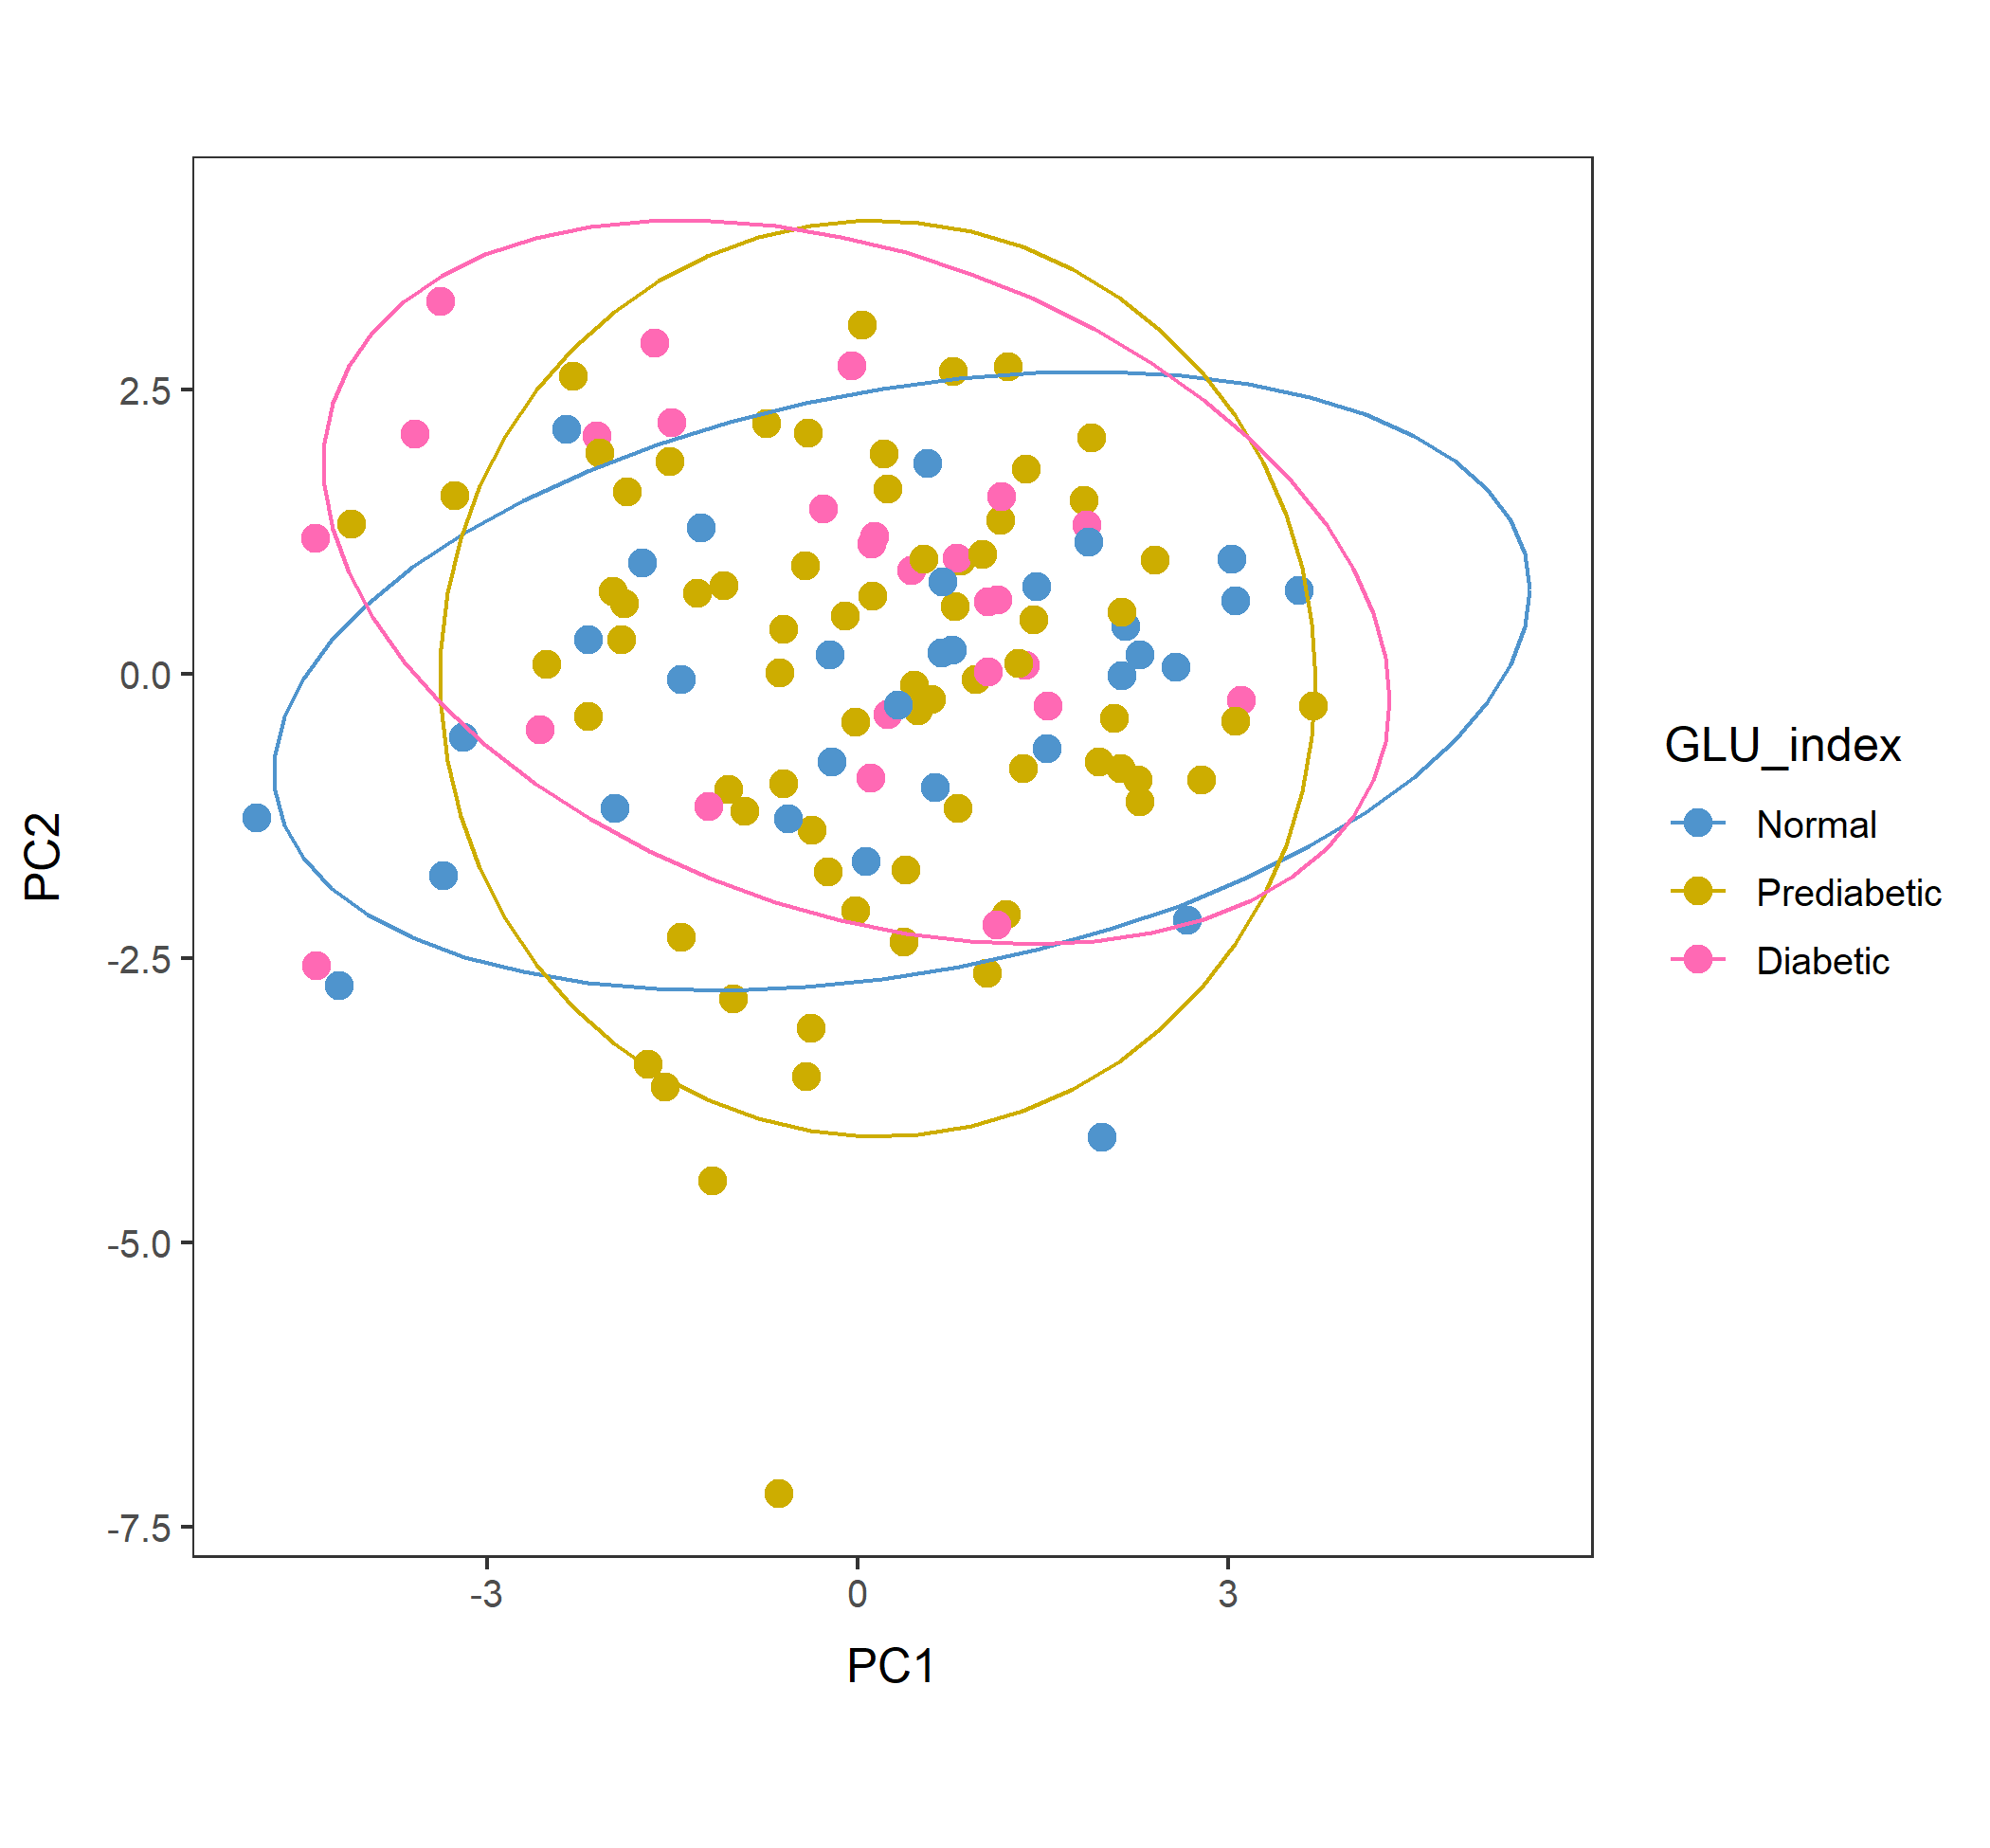 2.5
0.0
-2.5
-5.0
-7.5
PC2
-3 0 3
PC1
GLU_index
Normal
Prediabetic
Diabetic